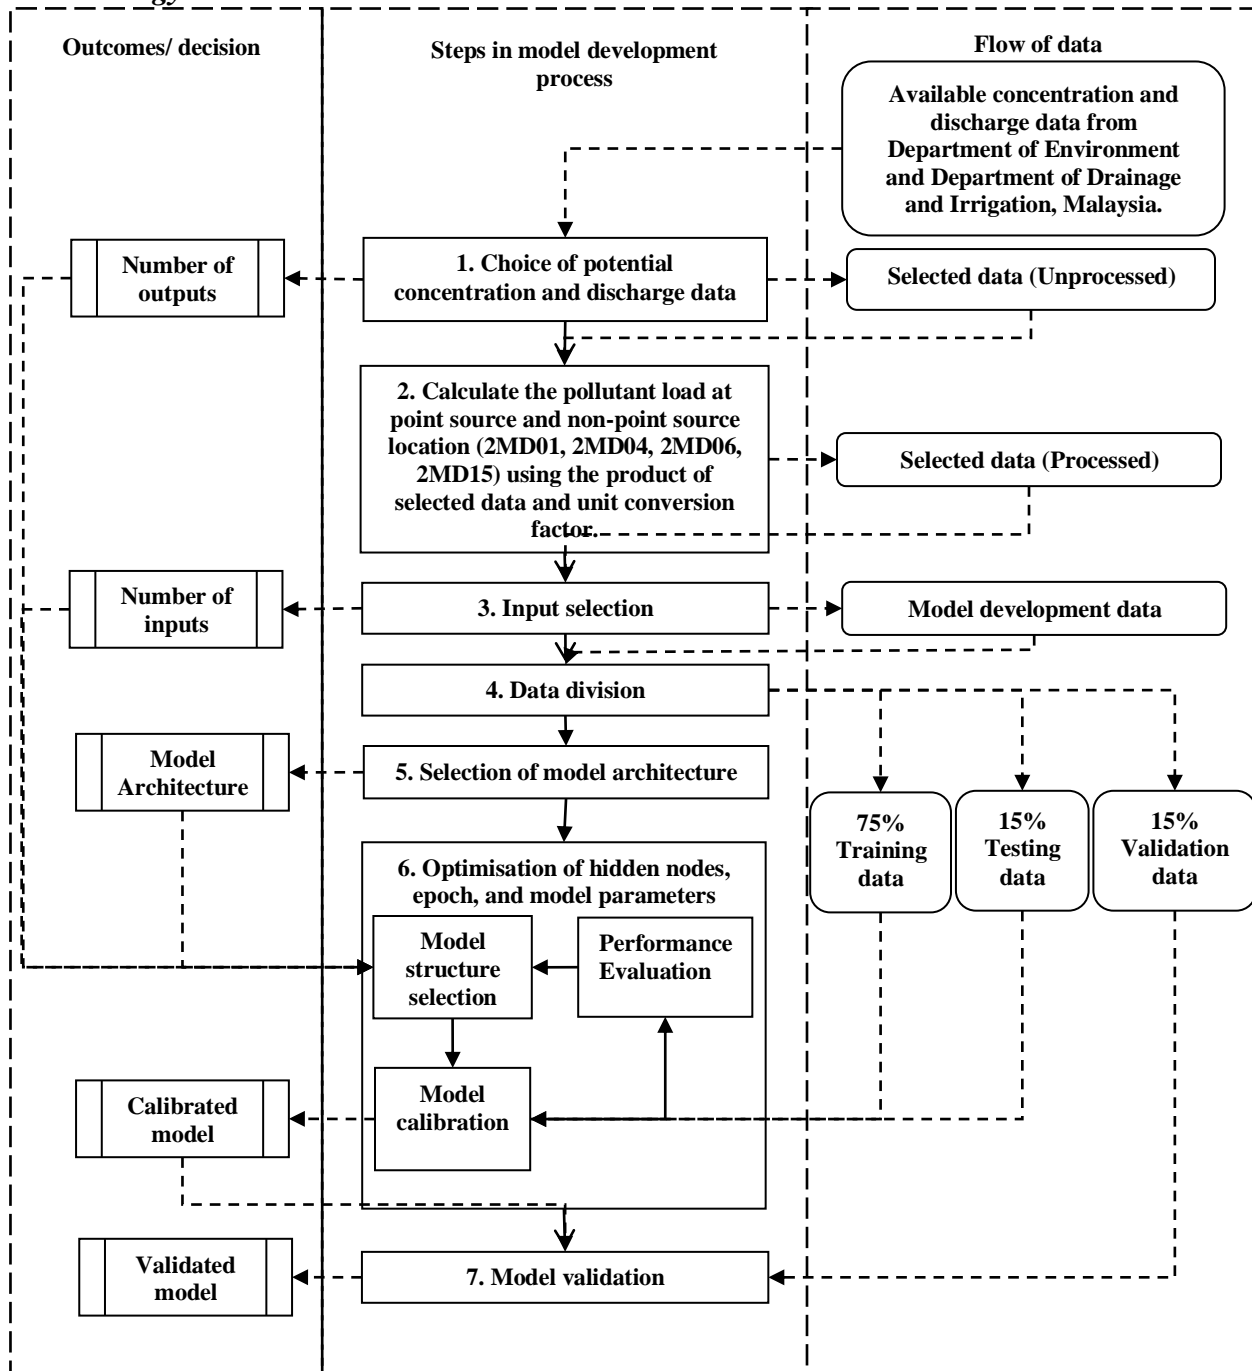 gy
Outcomes/ decision
Steps in model development
process
Flow of data
Available concentration and
discharge data from
Department of Environment
and Department of Drainage
and Irrigation, Malaysia.
Number of
outputs
1. Choice of potential
concentration and discharge data
Selected data (Unprocessed)
2. Calculate the pollutant load at
point source and non-point source
location (2MD01, 2MD04, 2MD06,
2MD15) using the product of
selected data and unit conversion
factor.
Selected data (Processed)
Number of
inputs
3. Input selection
Model development data
4. Data division
Model
Architecture
5. Selection of model architecture
75%
Training
data
15%
Testing
data
15%
Validation
data
6. Optimisation of hidden nodes,
epoch, and model parameters
Model
structure
selection
Performance
Evaluation
Calibrated
model
Model
calibration
Validated
model
7. Model validation